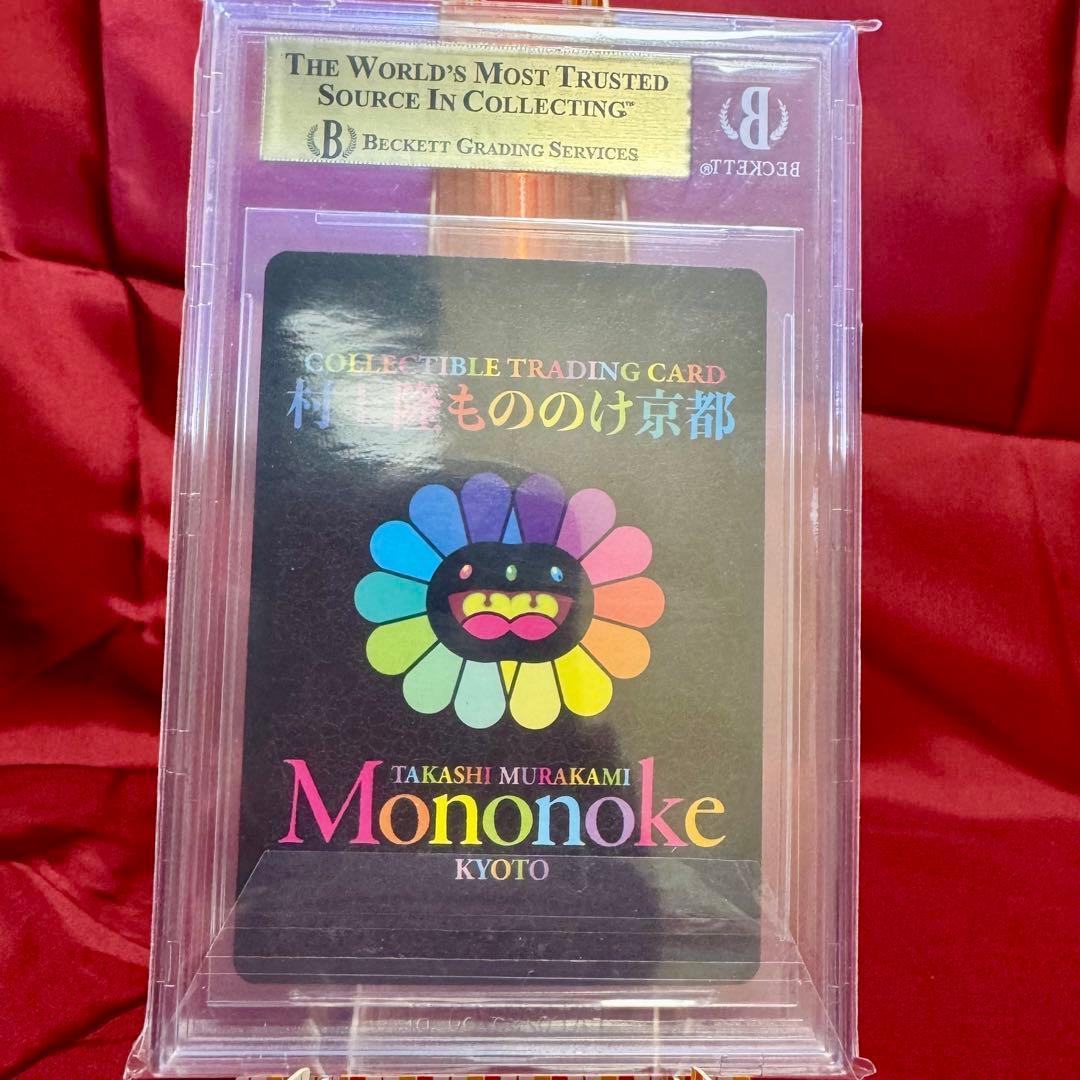 THE WORLD'S MOST TRUSTED
SOURCE IN COLLECTING™
B BECKETT GRADING SERVICES
B
BECKETT®
COLLECTIBLE TRADING CARD
村上隆もののけ京都
TAKASHI MURAKAMI
Mononoke
KYOTO